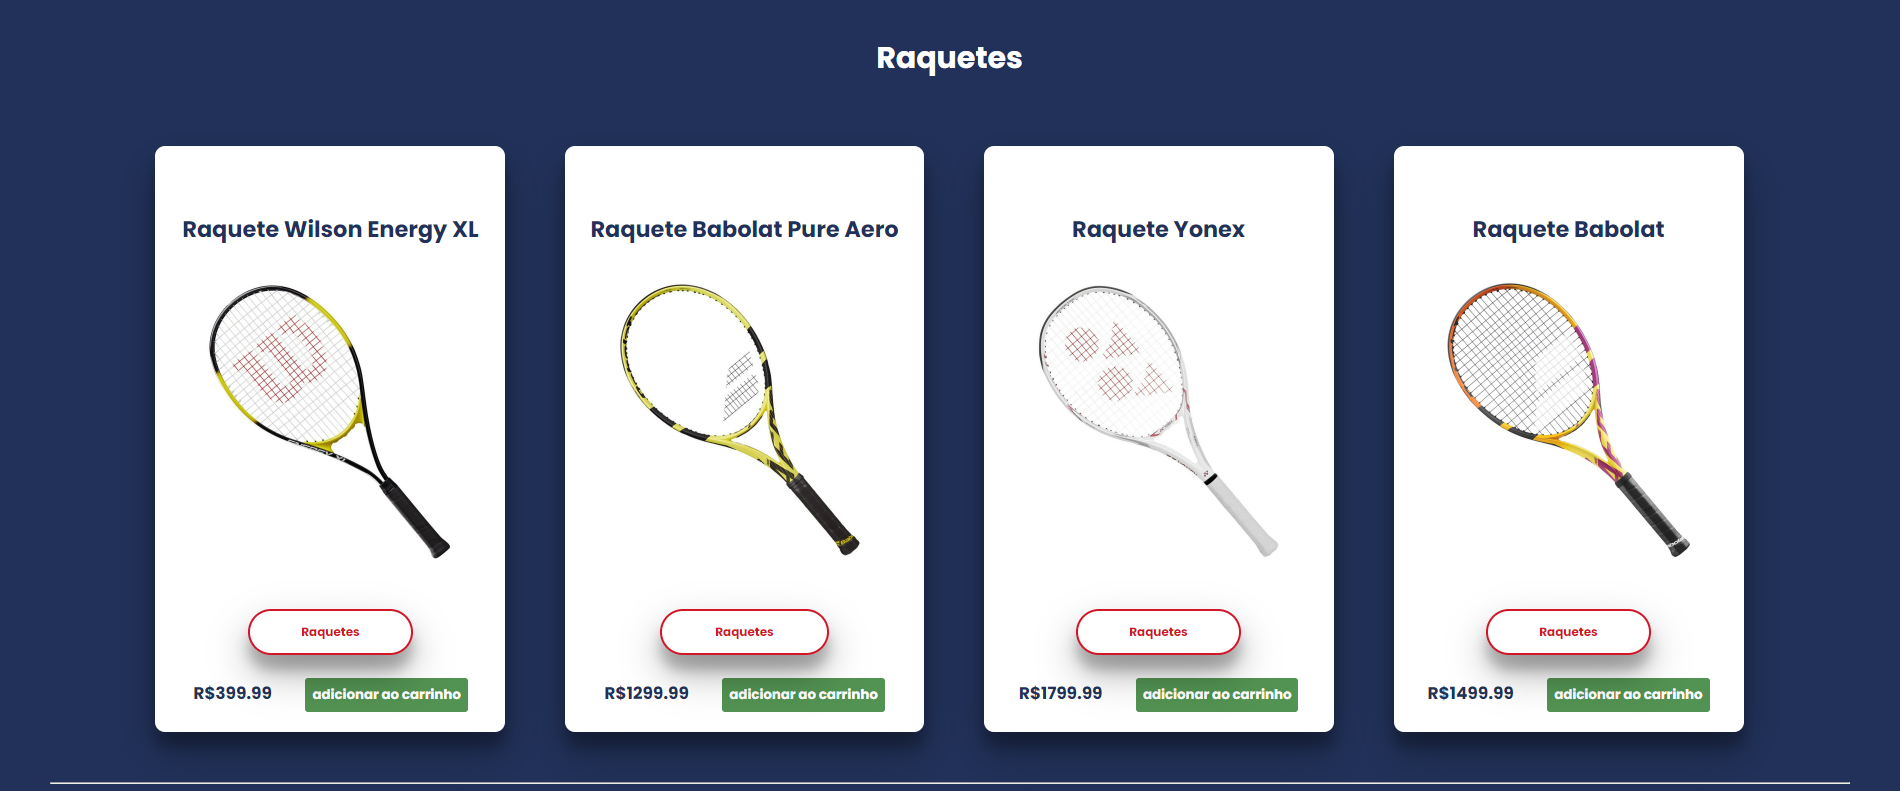 Raquetes
Raquete Wilson Energy XL
Raquetes
R$399.99 adicionar ao carrinho
Raquete Babolat Pure Aero
Raquetes
R$1299.99 adicionar ao carrinho
Raquete Yonex
Raquetes
R$1799.99 adicionar ao carrinho
Raquete Babolat
Raquetes
R$1499.99 adicionar ao carrinho